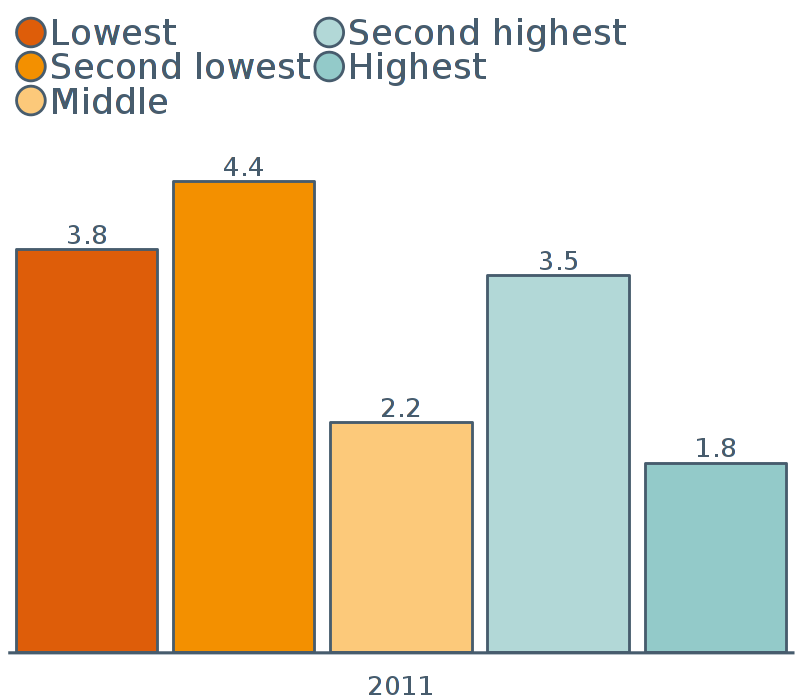 Lowest
Second lowest
Middle
Second highest
Highest
3.8
4.4
2.2
3.5
1.8
2011